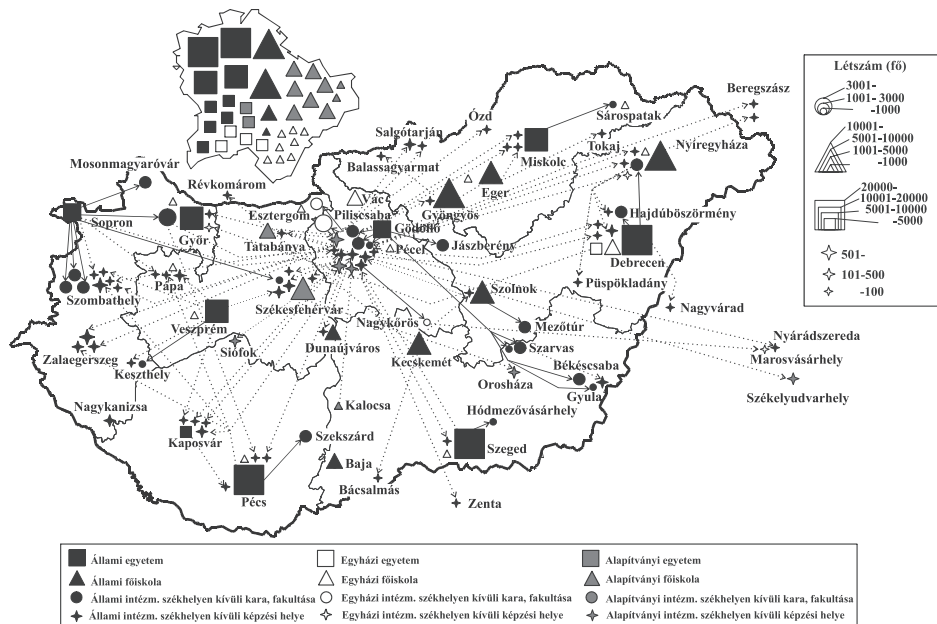 Létszám (fő)
3001-
1001- 3000
-1000
10001-
5001-10000
1001-5000
-1000
20000-
10001-20000
5001-10000
-5000
501-
101-500
-100
Beregszász
Ózd
Sárospatak
Salgótarján
Tokaj
Nyíregyháza
Balassagyarmat
Miskolc
Mosonmagyaróvár
Révkomárom
Vác
Eger
Gyöngyös
Esztergom
Piliscsaba
Gödöllő
Hajdúböszörmény
Sopron
Győr
Tatabánya
Pécel
Jászberény
Debrecen
Püspökladány
Szombathely
Pápa
Székesfehérvár
Szolnok
Nagyvárad
Veszprém
Nagykőrös
Mezőtúr
Nyárádszereda
Siófok
Dunaújváros
Szarvas
Marosvásárhely
Zalaegerszeg
Keszthely
Kecskemét
Békéscsaba
Orosháza
Gyula
Székelyudvarhely
Nagykanizsa
Kalocsa
Hódmezővásárhely
Kaposvár
Szekszárd
Szeged
Baja
Bácsalmás
Pécs
Zenta
Állami egyetem
Egyházi egyetem
Alapítványi egyetem
Állami főiskola
Egyházi főiskola
Alapítványi főiskola
Állami intézm. székhelyen kívüli kara, fakultása
Egyházi intézm. székhelyen kívüli kara, fakultása
Alapítványi intézm. székhelyen kívüli kara, fakultása
Állami intézm. székhelyen kívüli képzési helye
Egyházi intézm. székhelyen kívüli képzési helye
Alapítványi intézm. székhelyen kívüli képzési helye